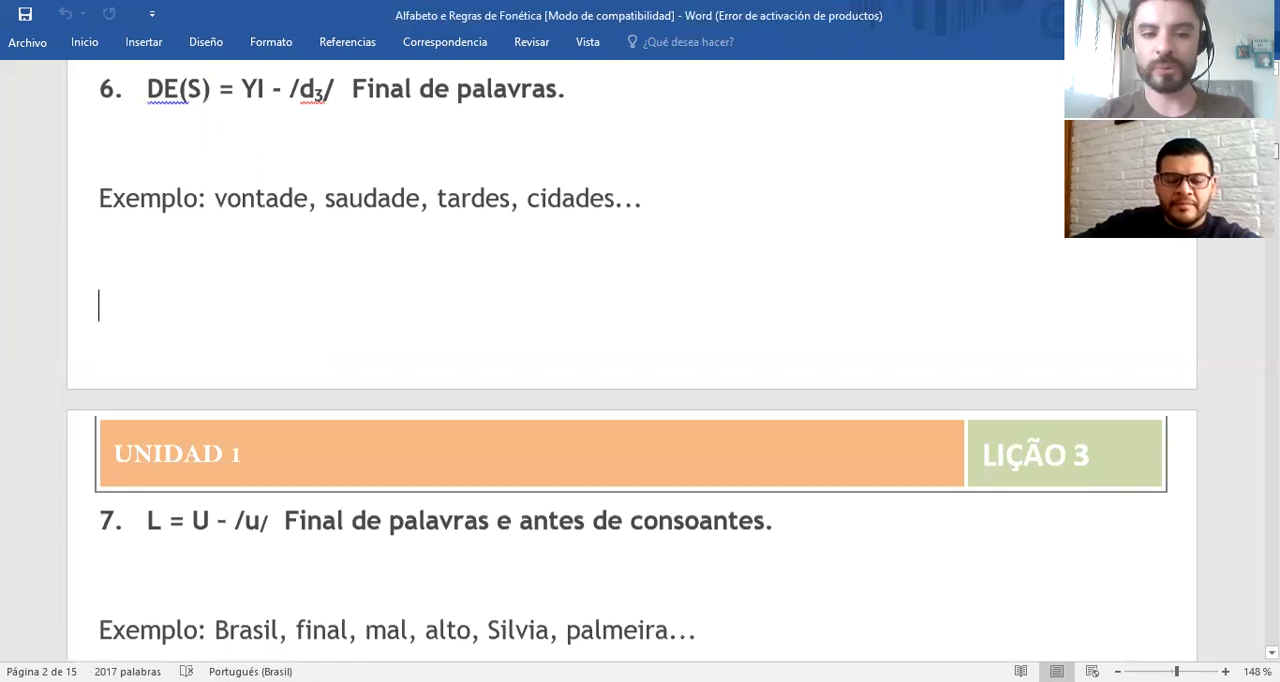 Alfabeto e Regras de Fonética [Modo de compatibilidad] - Word (Error de activación de productos)
Archivo Inicio Insertar Diseño Formato Referencias Correspondencia Revisar Vista ¿Qué desea hacer?
6. DE(S) = YI - /dʒ/ Final de palavras.
Exemplo: vontade, saudade, tardes, cidades...
UNIDAD 1 LIÇÃO 3
7. L = U – /u/ Final de palavras e antes de consoantes.
Exemplo: Brasil, final, mal, alto, Silvia, palmeira...
Página 2 de 15 2017 palabras Portugués (Brasil) - + 148 %